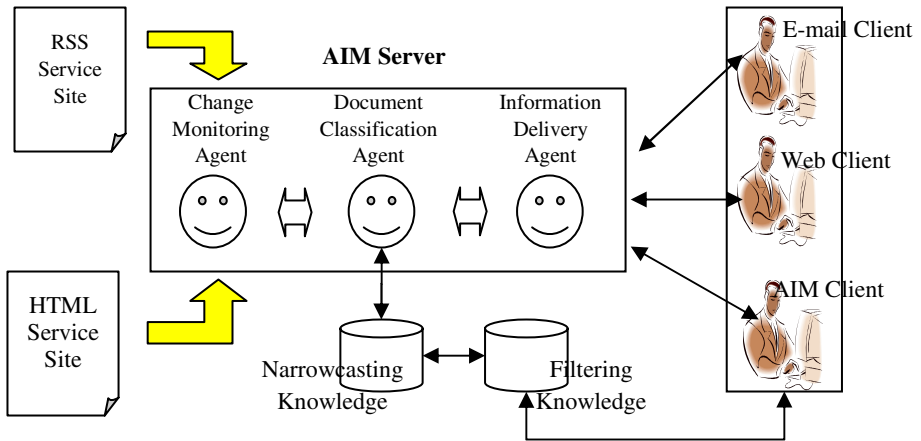 RSS
Service
Site
AIM Server
Change
Monitoring
Agent
Document
Classification
Agent
Information
Delivery
Agent
E-mail Client
Web Client
AIM Client
HTML
Service
Site
Narrowcasting
Knowledge
Filtering
Knowledge